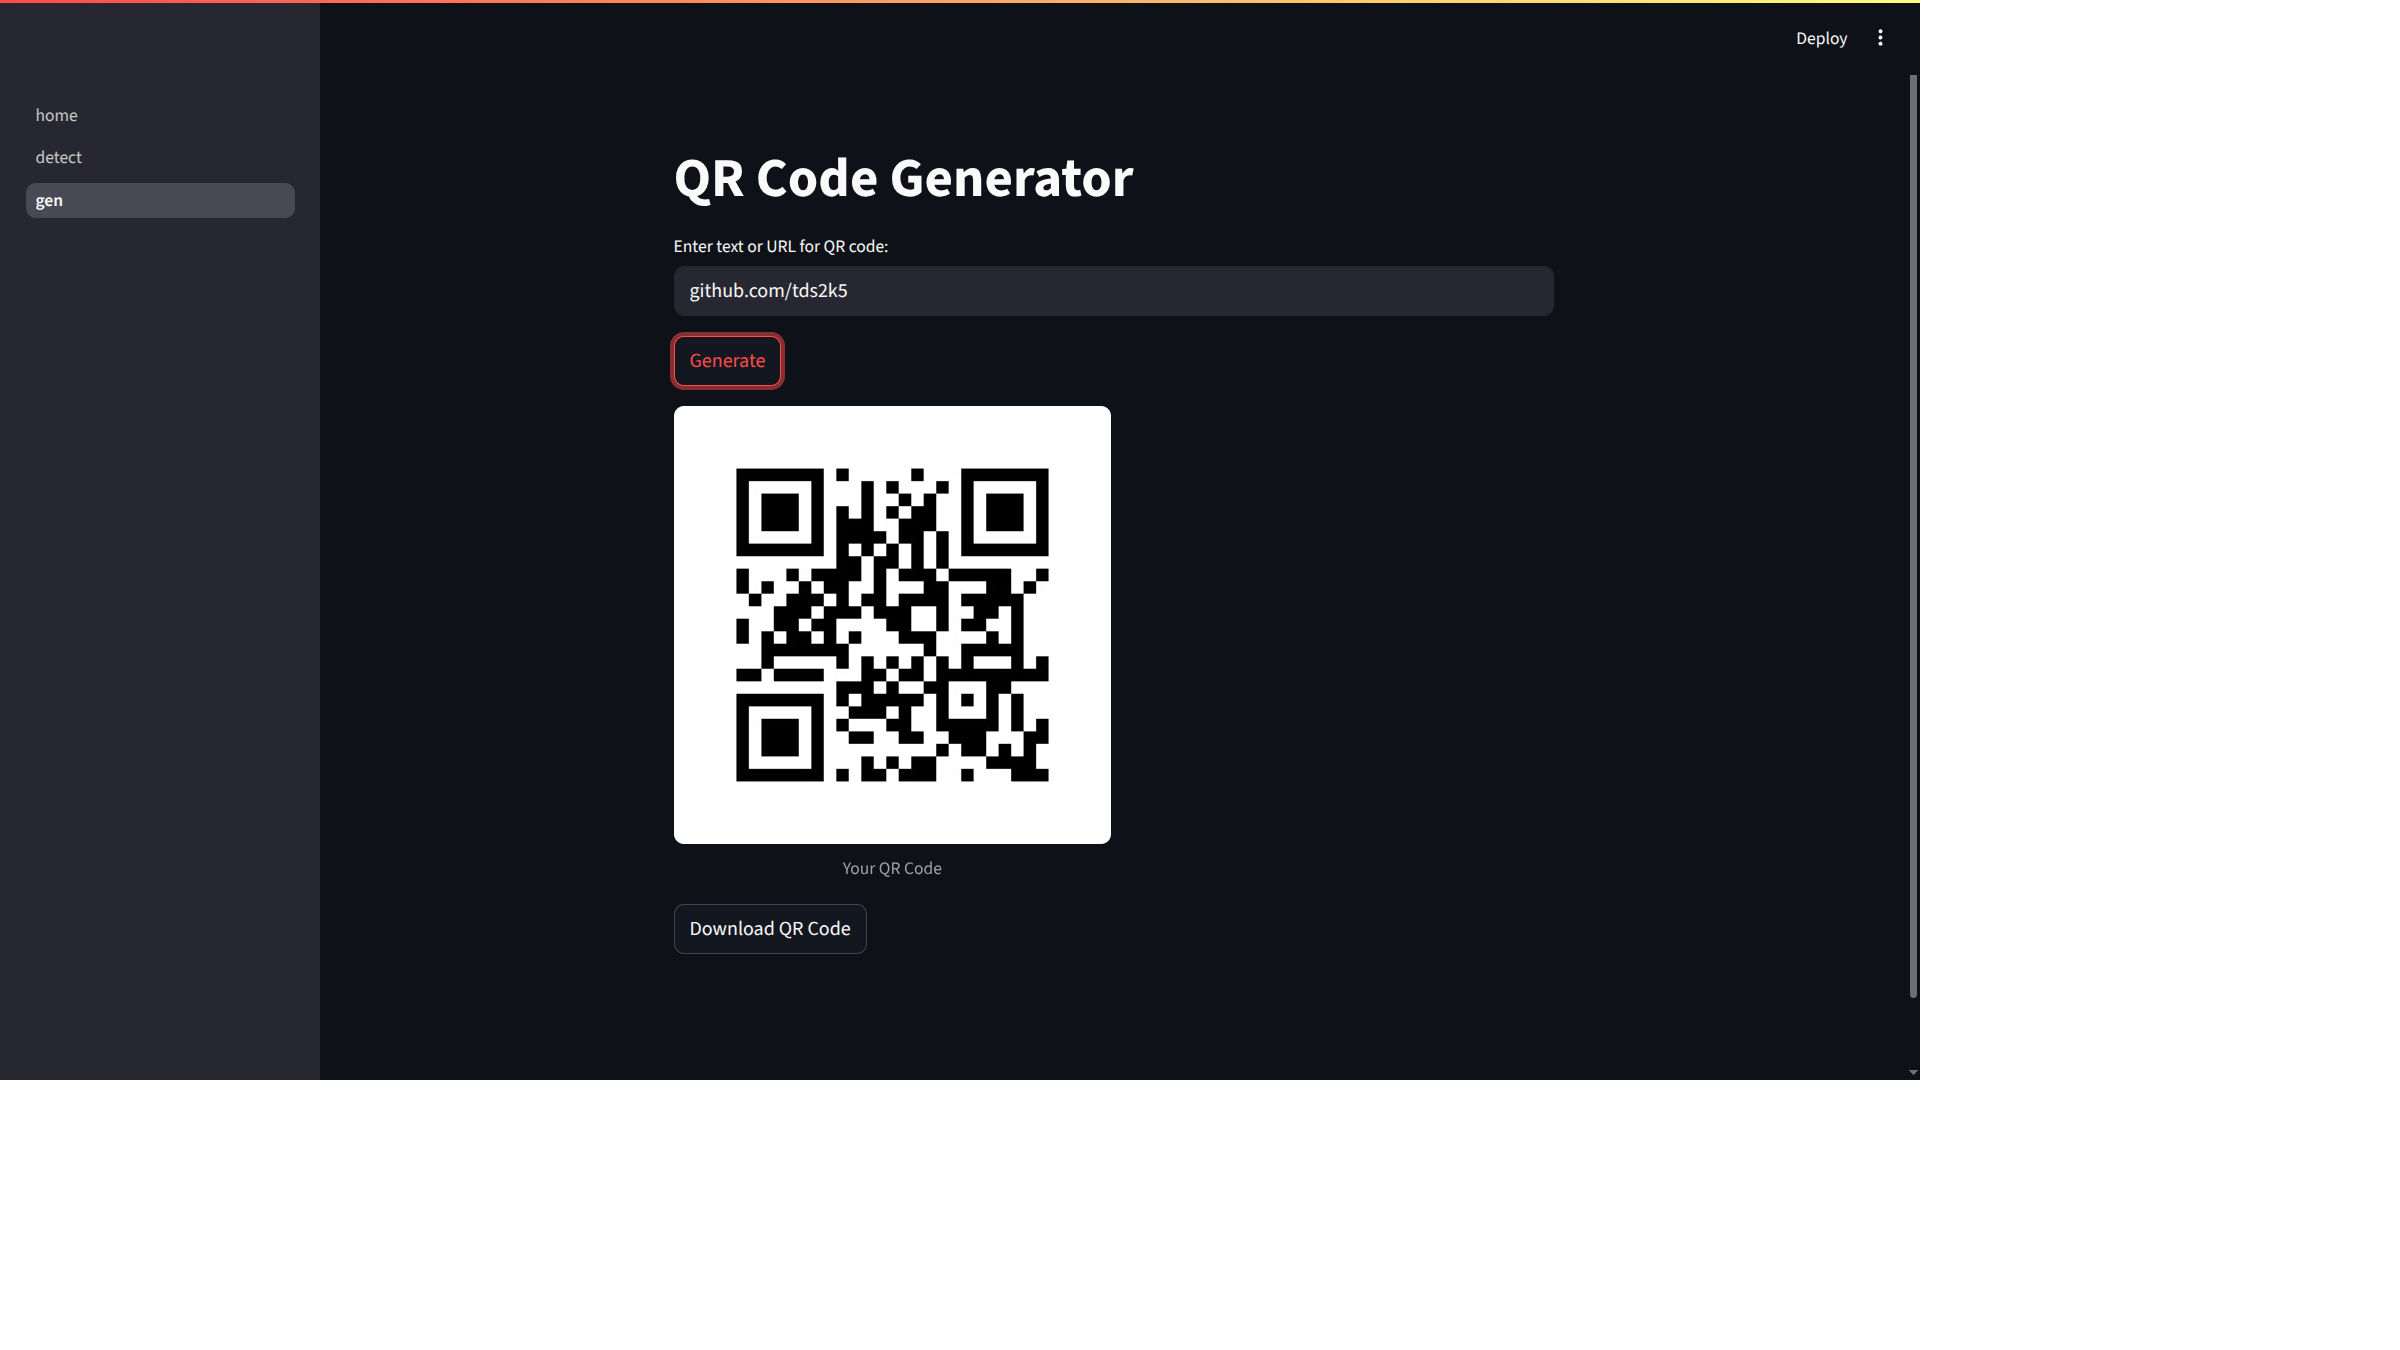 Deploy
home
detect
gen
QR Code Generator
Enter text or URL for QR code:
github.com/tds2k5
Generate
Your QR Code
Download QR Code